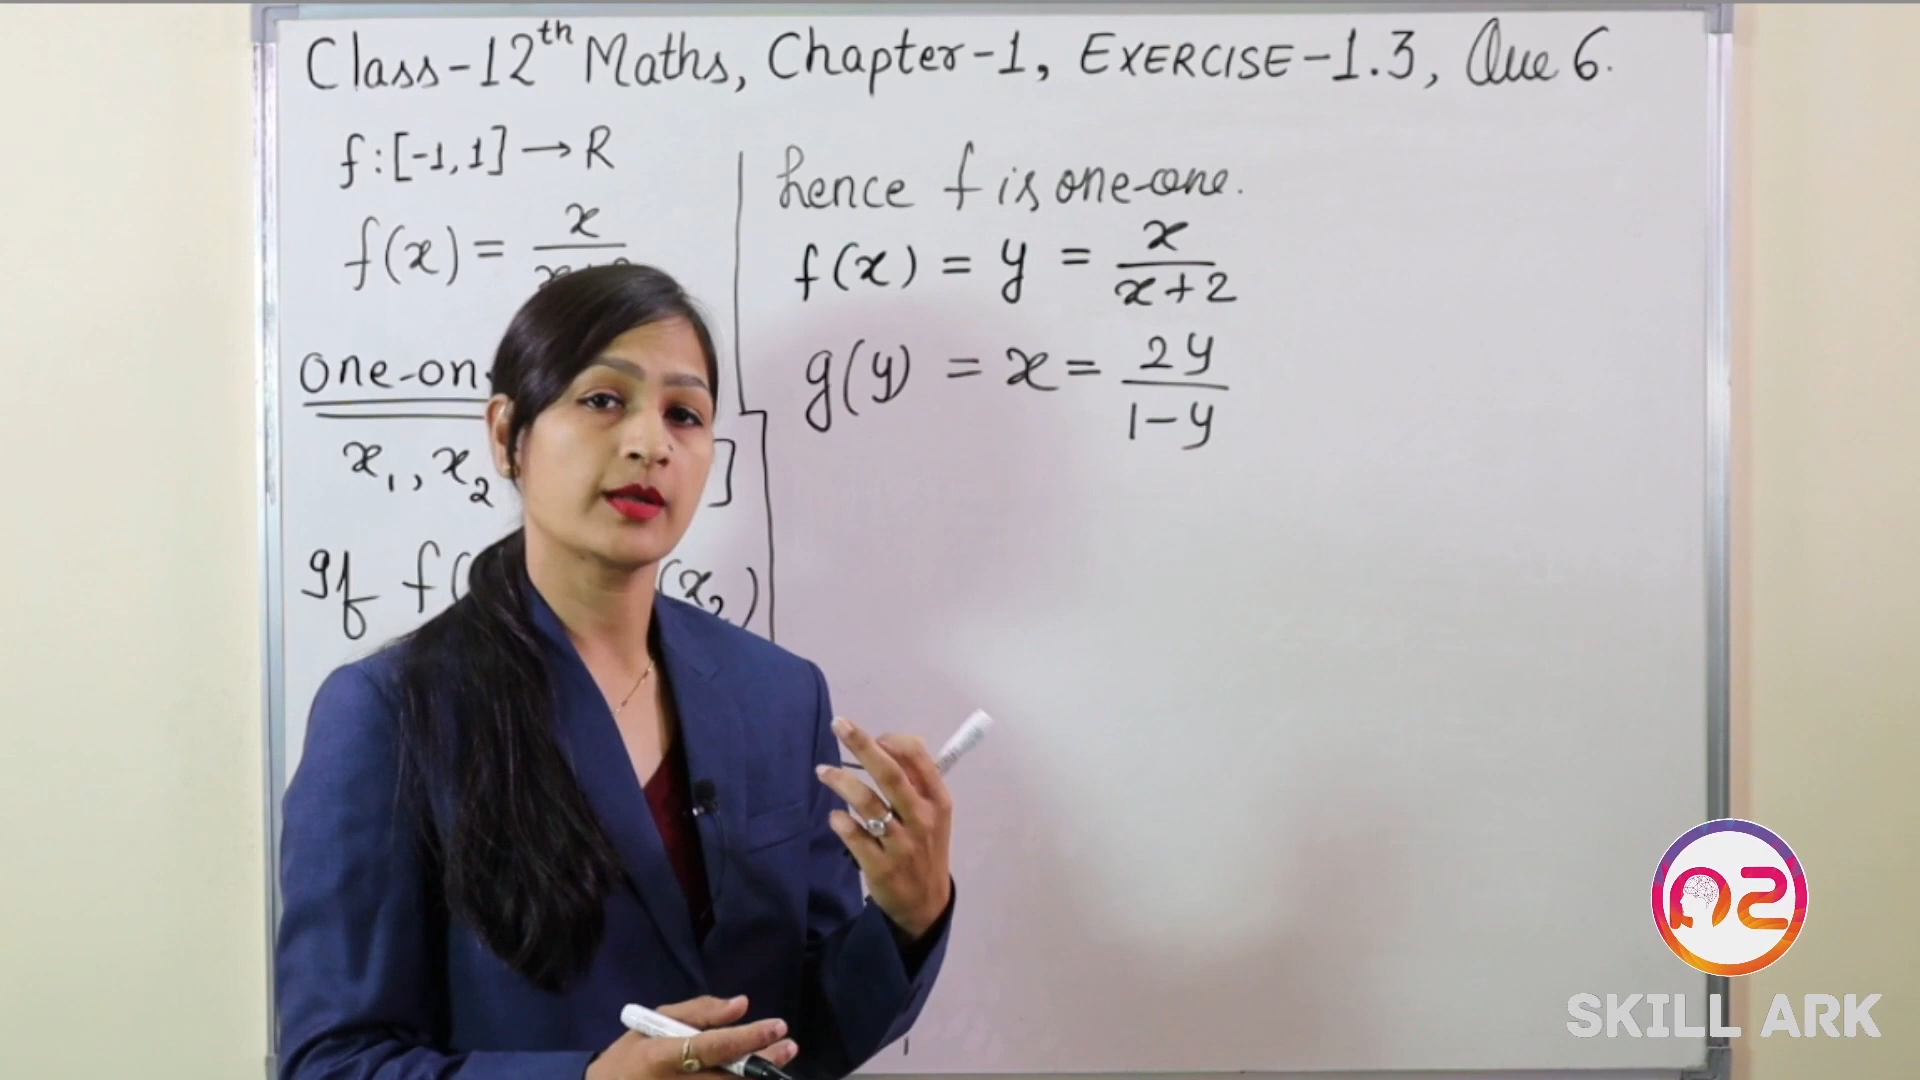 Class-12th Maths, Chapter-1, EXERCISE-1.3, Que 6.
f:[-1,1] → R
f(x) = x
one-on
x1, x2 ]
If f( (x2)
hence f is one-one.
f(x) = y = x/x+2
g(y) = x = 2y/1-y
SKILL ARK